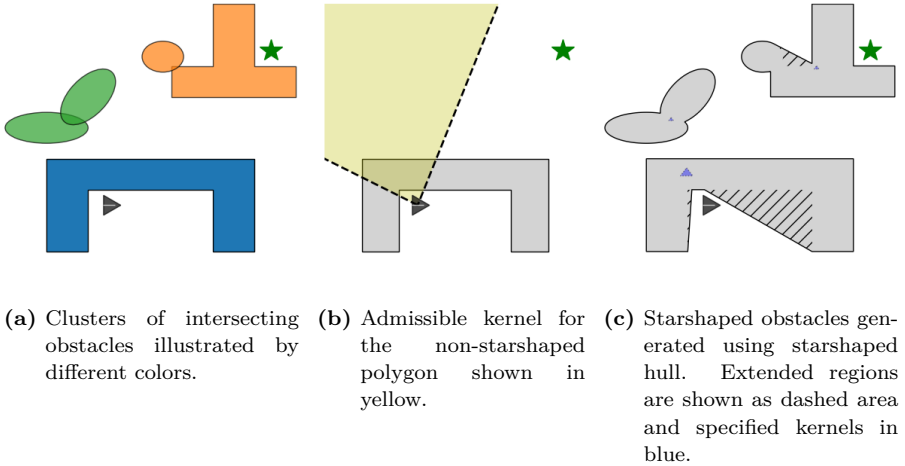 (a) Clusters of intersecting
obstacles illustrated by
different colors.
(b) Admissible kernel for
the non-starshaped
polygon shown in
yellow.
(c) Starshaped obstacles gen-
erated using starshaped
hull. Extended regions
are shown as dashed area
and specified kernels in
blue.